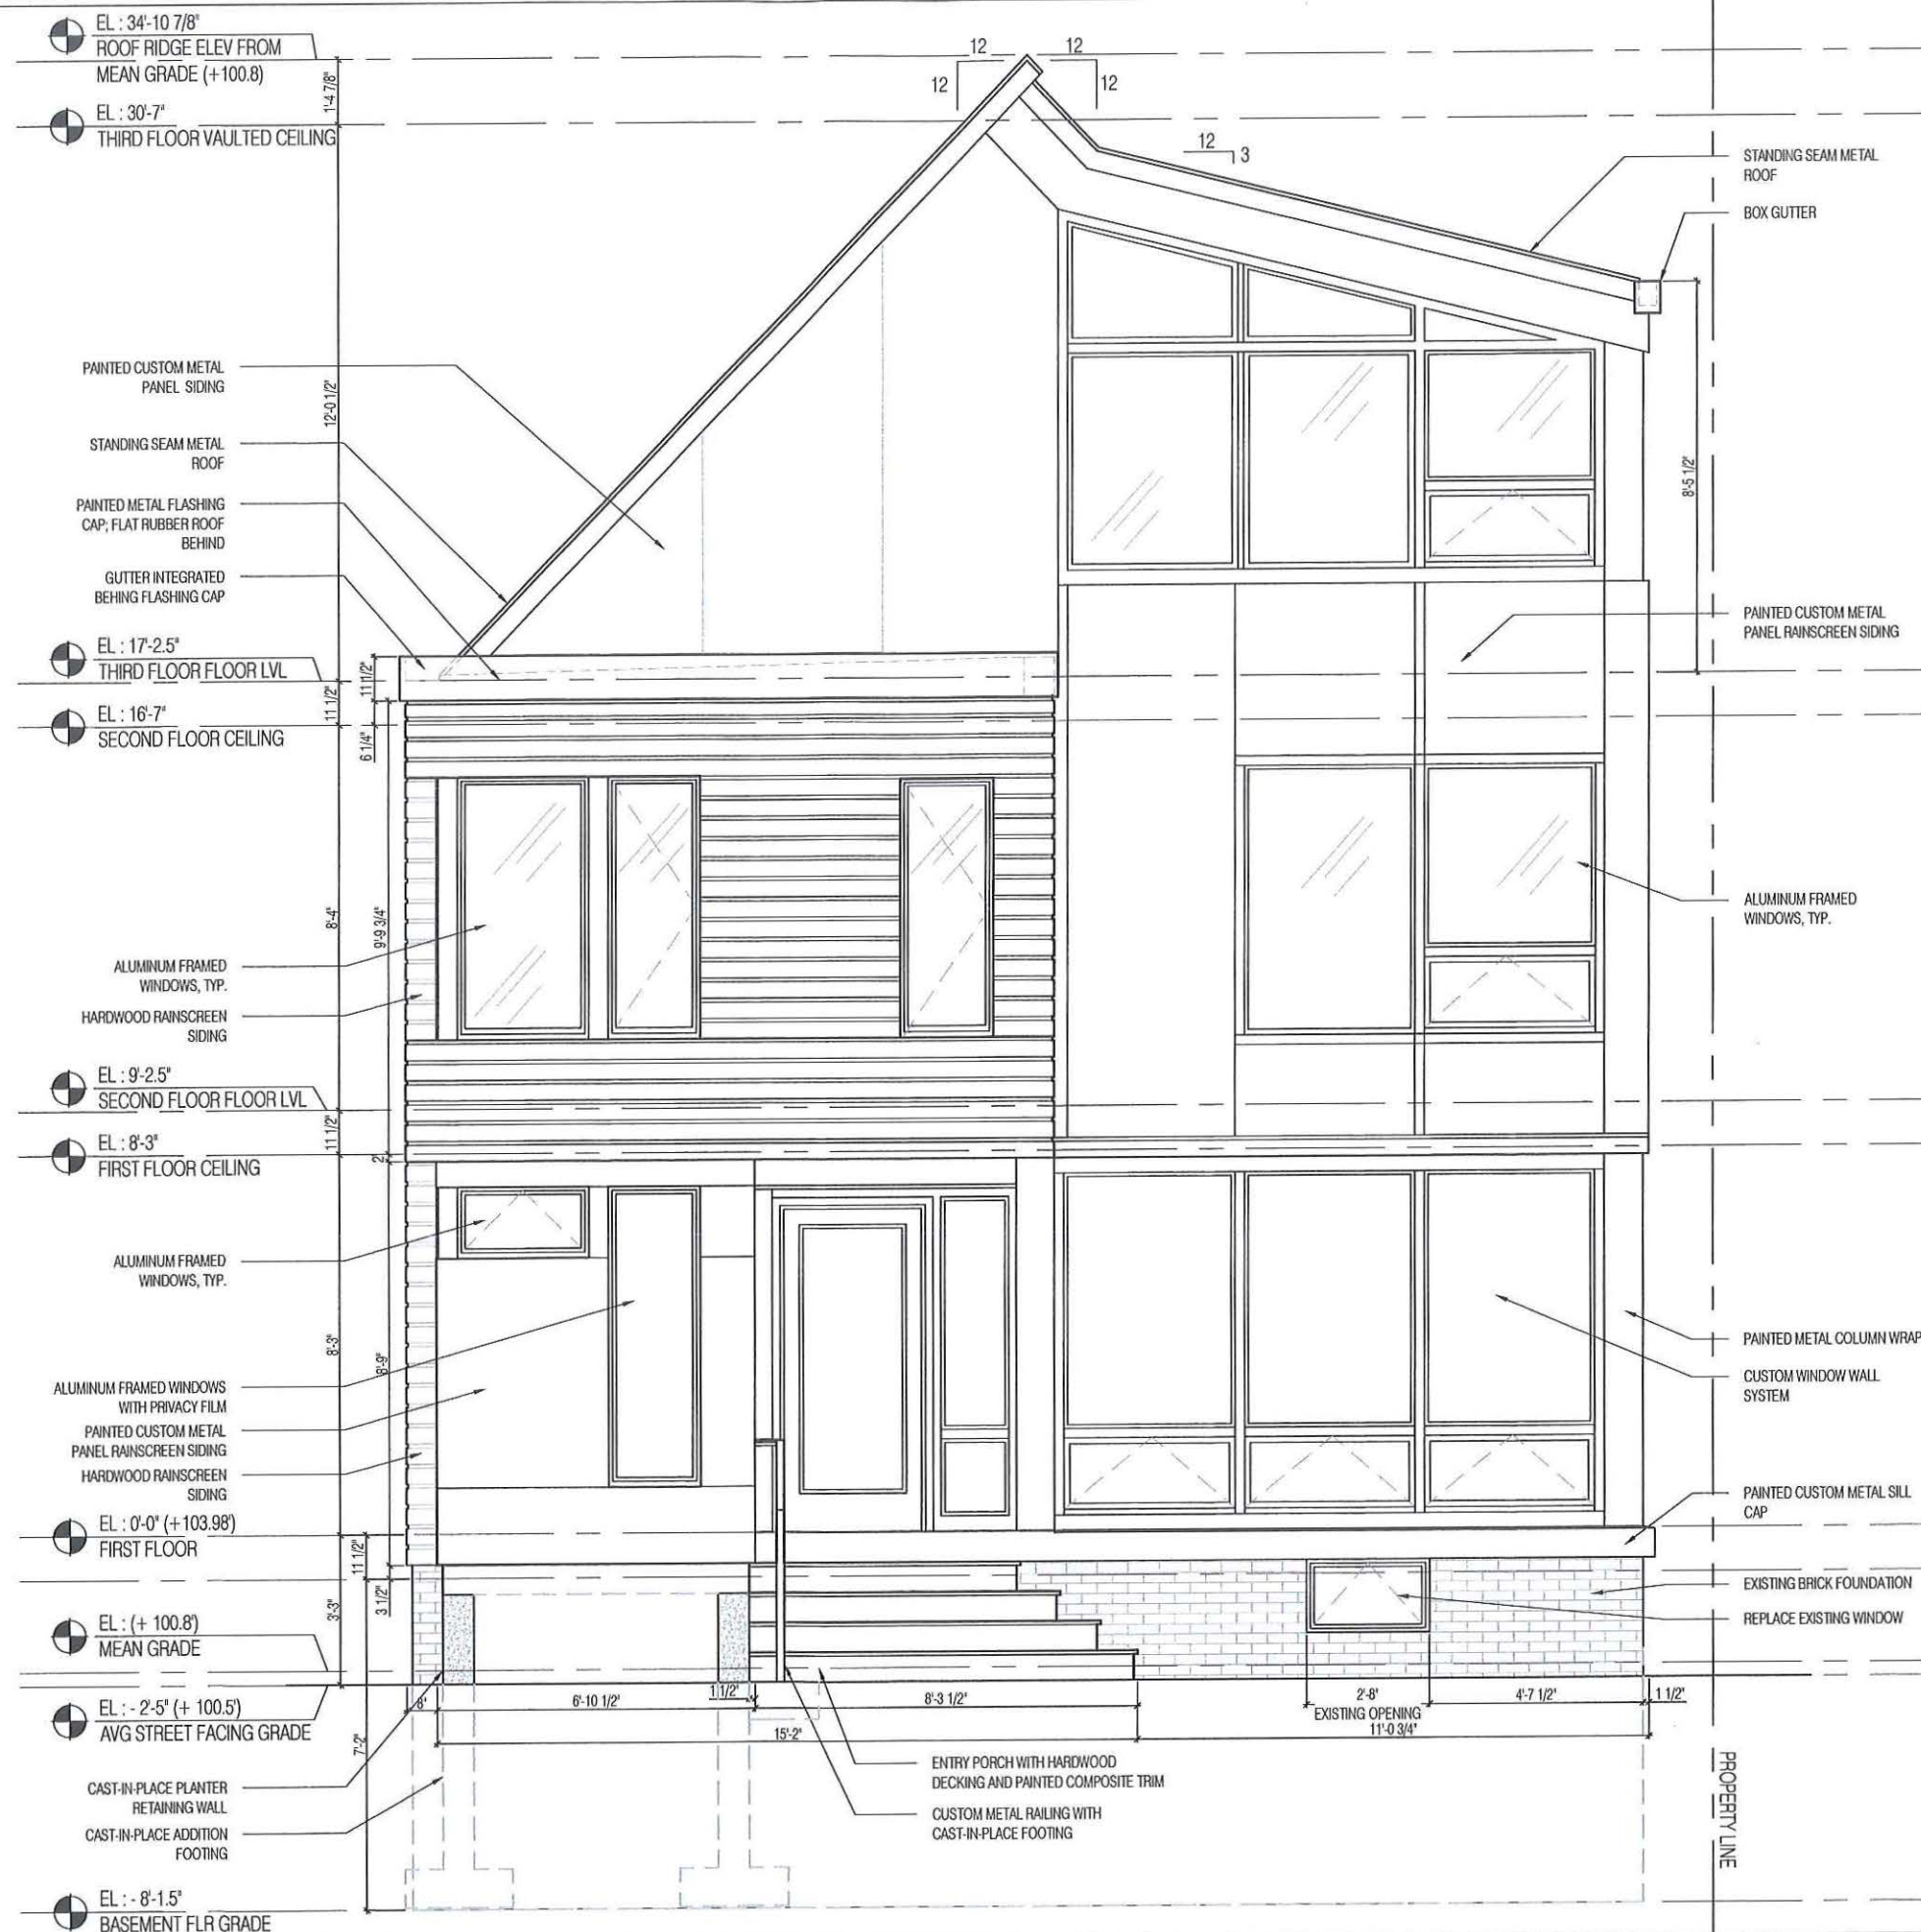 EL : 34'-10 7/8"
ROOF RIDGE ELEV FROM
MEAN GRADE (+100.8)
EL : 30'-7"
THIRD FLOOR VAULTED CEILING
1'-4 7/8"
12
12
12
12
12
3
STANDING SEAM METAL
ROOF
BOX GUTTER
PAINTED CUSTOM METAL
PANEL SIDING
12'-0 1/2"
STANDING SEAM METAL
ROOF
8'-5 1/2"
PAINTED METAL FLASHING
CAP; FLAT RUBBER ROOF
BEHIND
GUTTER INTEGRATED
BEHING FLASHING CAP
PAINTED CUSTOM METAL
PANEL RAINSCREEN SIDING
EL : 17'-2.5"
THIRD FLOOR FLOOR LVL
11 1/2"
11 1/2"
EL : 16'-7"
SECOND FLOOR CEILING
6 1/4"
8'-4"
9'-9 3/4"
ALUMINUM FRAMED
WINDOWS, TYP.
ALUMINUM FRAMED
WINDOWS, TYP.
HARDWOOD RAINSCREEN
SIDING
EL : 9'-2.5"
SECOND FLOOR FLOOR LVL
11 1/2"
EL : 8'-3"
FIRST FLOOR CEILING
2"
ALUMINUM FRAMED
WINDOWS, TYP.
8'-3"
8'-9"
PAINTED METAL COLUMN WRAP
CUSTOM WINDOW WALL
SYSTEM
ALUMINUM FRAMED WINDOWS
WITH PRIVACY FILM
PAINTED CUSTOM METAL
PANEL RAINSCREEN SIDING
HARDWOOD RAINSCREEN
SIDING
PAINTED CUSTOM METAL SILL
CAP
EL : 0'-0" (+103.98')
FIRST FLOOR
11 1/2"
3 1/2"
3'-3"
EXISTING BRICK FOUNDATION
REPLACE EXISTING WINDOW
EL : (+ 100.8')
MEAN GRADE
EL : - 2'-5" (+ 100.5')
AVG STREET FACING GRADE
8"
6'-10 1/2"
1 1/2"
8'-3 1/2"
2'-8"
EXISTING OPENING
4'-7 1/2"
1 1/2"
15'-2"
11'-0 3/4"
7'-2"
CAST-IN-PLACE PLANTER
RETAINING WALL
CAST-IN-PLACE ADDITION
FOOTING
ENTRY PORCH WITH HARDWOOD
DECKING AND PAINTED COMPOSITE TRIM
CUSTOM METAL RAILING WITH
CAST-IN-PLACE FOOTING
PROPERTY LINE
EL : - 8'-1.5"
BASEMENT FLR GRADE